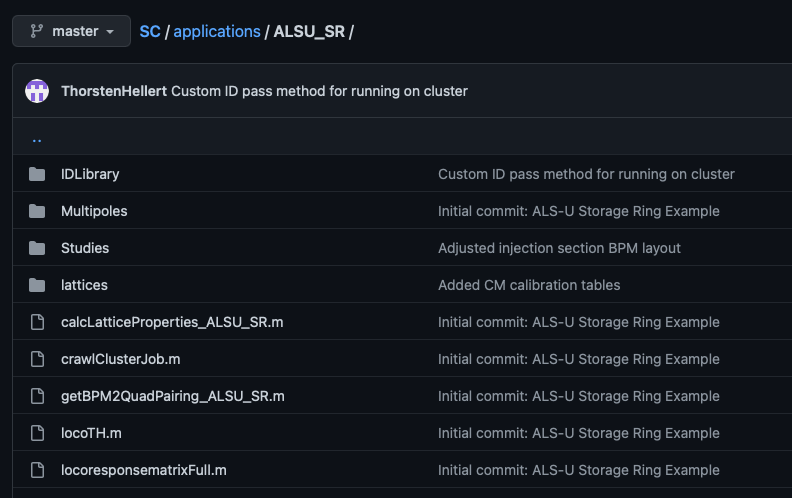 master SC / applications / ALSU_SR /
ThorstenHellert Custom ID pass method for running on cluster
..
IDLibrary Custom ID pass method for running on cluster
Multipoles Initial commit: ALS-U Storage Ring Example
Studies Adjusted injection section BPM layout
lattices Added CM calibration tables
calcLatticeProperties_ALSU_SR.m Initial commit: ALS-U Storage Ring Example
crawlClusterJob.m Initial commit: ALS-U Storage Ring Example
getBPM2QuadPairing_ALSU_SR.m Initial commit: ALS-U Storage Ring Example
locoTH.m Initial commit: ALS-U Storage Ring Example
locoresponsematrixFull.m Initial commit: ALS-U Storage Ring Example